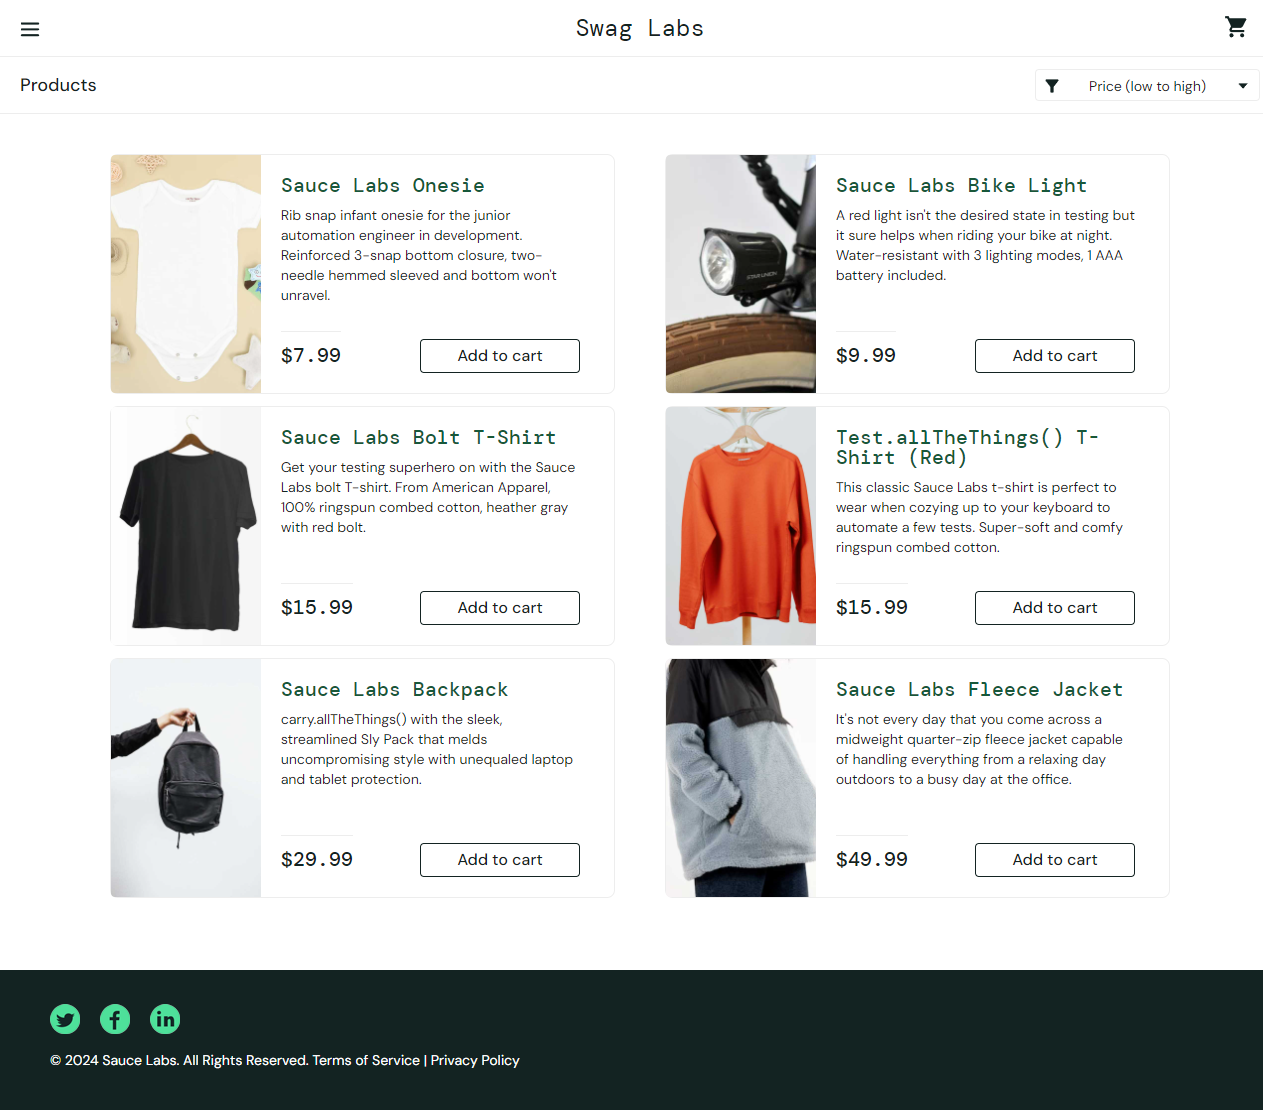 Swag Labs
Products
Price (low to high)
Sauce Labs Onesie
Rib snap infant onesie for the junior
automation engineer in development.
Reinforced 3-snap bottom closure, two-
needle hemmed sleeved and bottom won't
unravel.
$7.99
Add to cart
Sauce Labs Bike Light
A red light isn't the desired state in testing but
it sure helps when riding your bike at night.
Water-resistant with 3 lighting modes, 1 AAA
battery included.
$9.99
Add to cart
Sauce Labs Bolt T-Shirt
Get your testing superhero on with the Sauce
Labs bolt T-shirt. From American Apparel,
100% ringspun combed cotton, heather gray
with red bolt.
$15.99
Add to cart
Test.allTheThings() T-
Shirt (Red)
This classic Sauce Labs t-shirt is perfect to
wear when cozying up to your keyboard to
automate a few tests. Super-soft and comfy
ringspun combed cotton.
$15.99
Add to cart
Sauce Labs Backpack
carry.allTheThings() with the sleek,
streamlined Sly Pack that melds
uncompromising style with unequaled laptop
and tablet protection.
$29.99
Add to cart
Sauce Labs Fleece Jacket
It's not every day that you come across a
midweight quarter-zip fleece jacket capable
of handling everything from a relaxing day
outdoors to a busy day at the office.
$49.99
Add to cart
© 2024 Sauce Labs. All Rights Reserved. Terms of Service | Privacy Policy